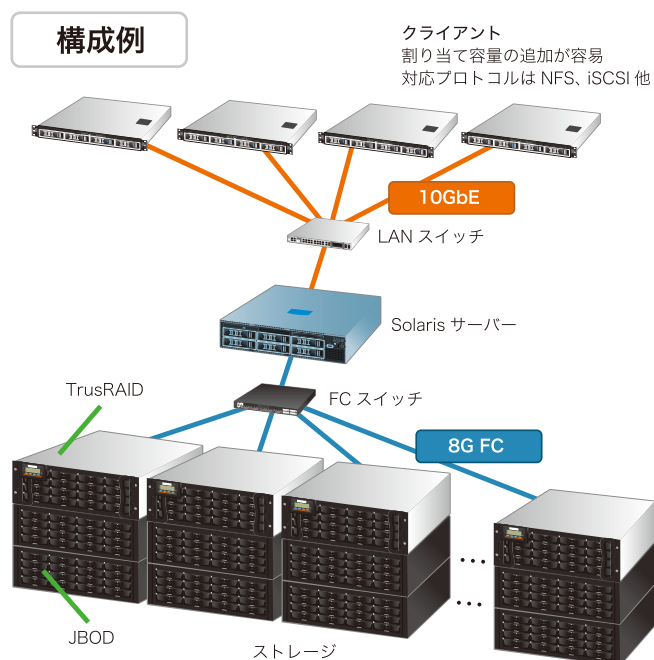 構成例
クライアント
割り当て容量の追加が容易
対応プロトコルは NFS、iSCSI 他
10GbE
LAN スイッチ
Solaris サーバー
TrusRAID
FC スイッチ
8G FC
JBOD
ストレージ